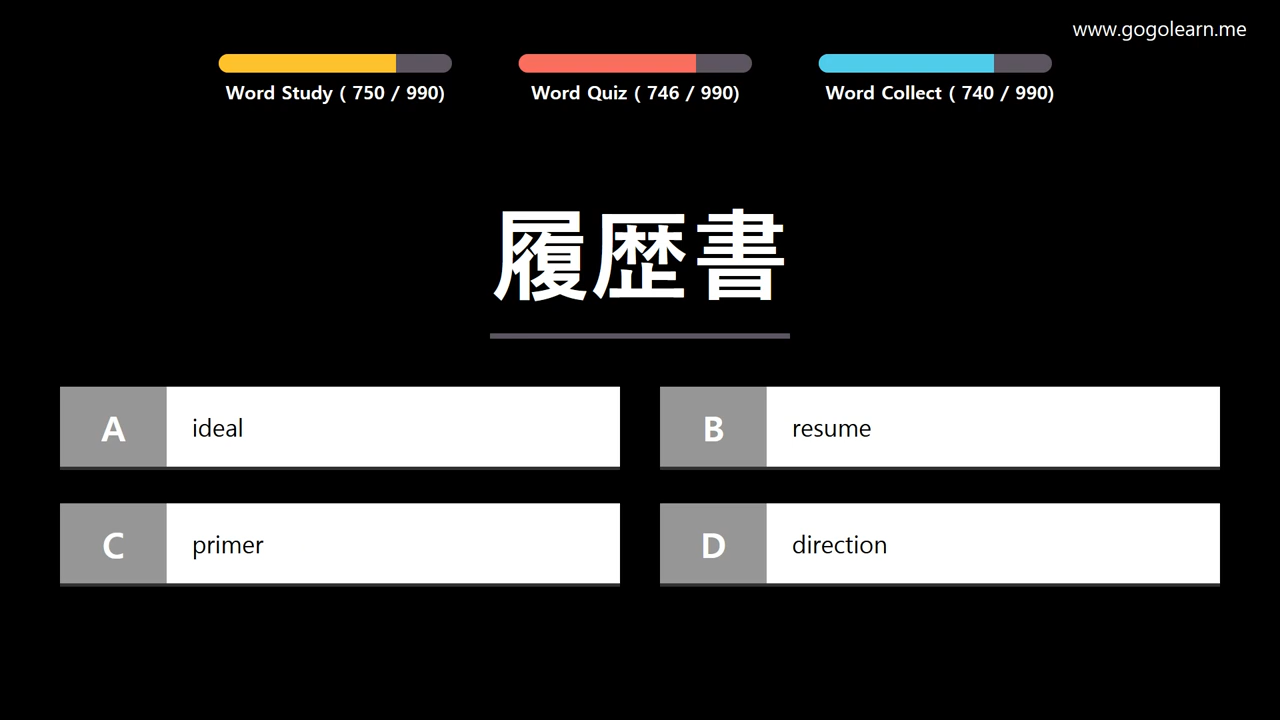 www.gogolearn.me
Word Study ( 750 / 990)
Word Quiz ( 746 / 990)
Word Collect ( 740 / 990)
履歴書
A ideal
B resume
C primer
D direction